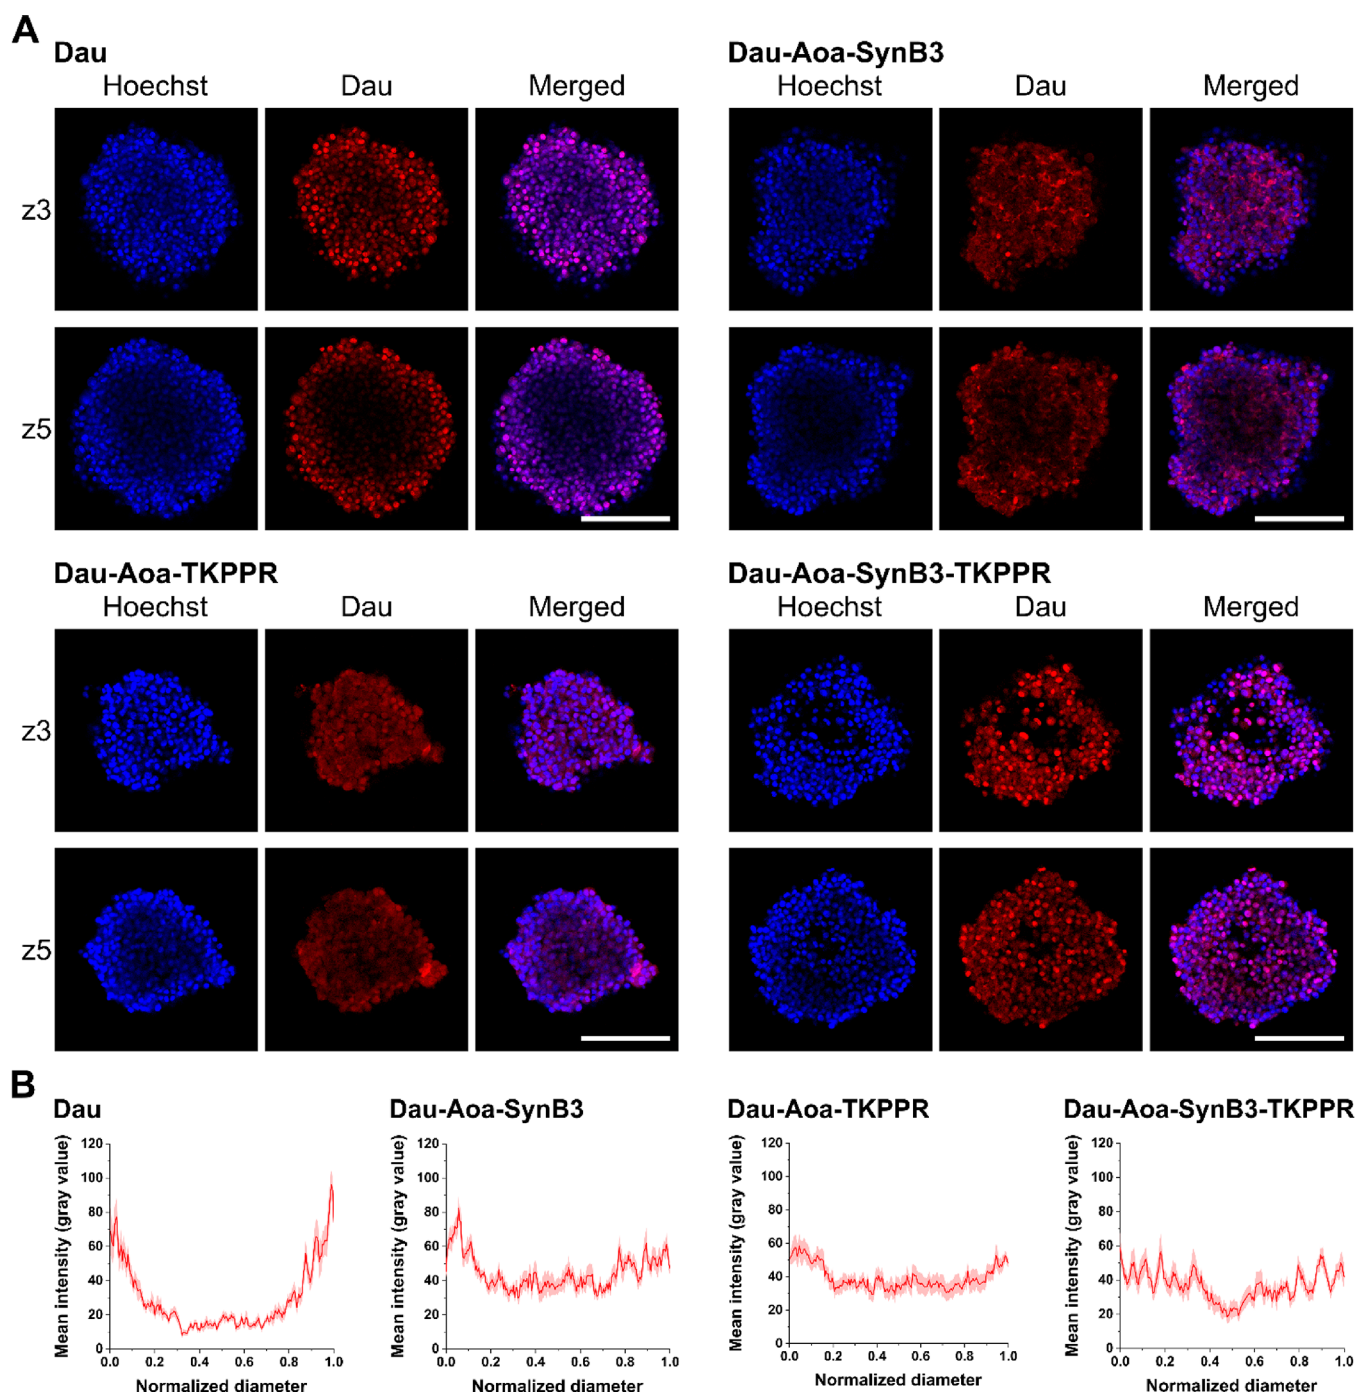 A
Dau
Hoechst Dau Merged
z3
z5
Dau-Aoa-SynB3
Hoechst Dau Merged
Dau-Aoa-TKPPR
Hoechst Dau Merged
z3
z5
Dau-Aoa-SynB3-TKPPR
Hoechst Dau Merged
B
Dau
Mean intensity (gray value)
120
100
80
60
40
20
0
0.0 0.2 0.4 0.6 0.8 1.0
Normalized diameter
Dau-Aoa-SynB3
Mean intensity (gray value)
120
100
80
60
40
20
0
0.0 0.2 0.4 0.6 0.8 1.0
Normalized diameter
Dau-Aoa-TKPPR
Mean intensity (gray value)
120
100
80
60
40
20
0
0.0 0.2 0.4 0.6 0.8 1.0
Normalized diameter
Dau-Aoa-SynB3-TKPPR
Mean intensity (gray value)
120
100
80
60
40
20
0
0.0 0.2 0.4 0.6 0.8 1.0
Normalized diameter